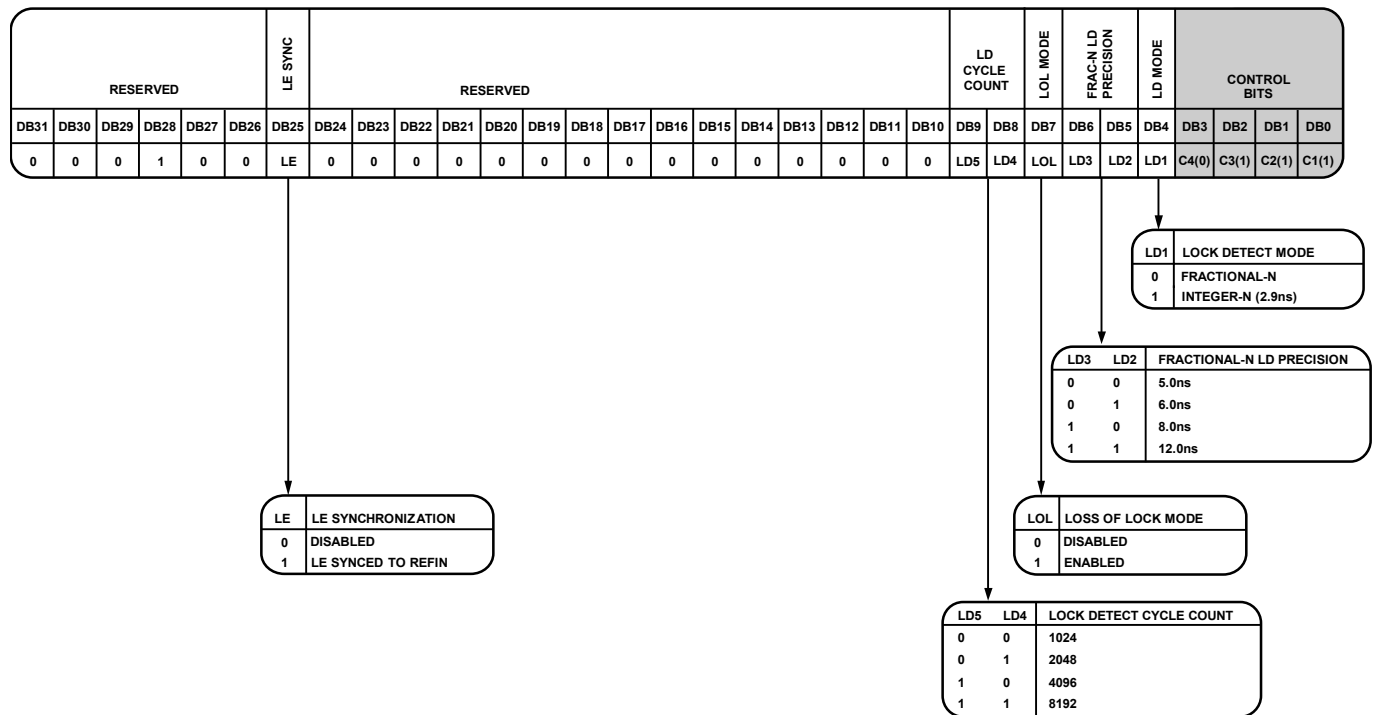 RESERVED
LE SYNC
RESERVED
LD
CYCLE
COUNT
LOL MODE
FRAC-N LD
PRECISION
LD MODE
CONTROL
BITS
DB31 DB30 DB29 DB28 DB27 DB26 DB25 DB24 DB23 DB22 DB21 DB20 DB19 DB18 DB17 DB16 DB15 DB14 DB13 DB12 DB11 DB10 DB9 DB8 DB7 DB6 DB5 DB4 DB3 DB2 DB1 DB0
0 0 0 1 0 0 LE 0 0 0 0 0 0 0 0 0 0 0 0 0 0 0 LD5 LD4 LOL LD3 LD2 LD1 C4(0) C3(1) C2(1) C1(1)
LD1 LOCK DETECT MODE
0 FRACTIONAL-N
1 INTEGER-N (2.9ns)
LD3 LD2 FRACTIONAL-N LD PRECISION
0 0 5.0ns
0 1 6.0ns
1 0 8.0ns
1 1 12.0ns
LE LE SYNCHRONIZATION
0 DISABLED
1 LE SYNCED TO REFIN
LOL LOSS OF LOCK MODE
0 DISABLED
1 ENABLED
LD5 LD4 LOCK DETECT CYCLE COUNT
0 0 1024
0 1 2048
1 0 4096
1 1 8192